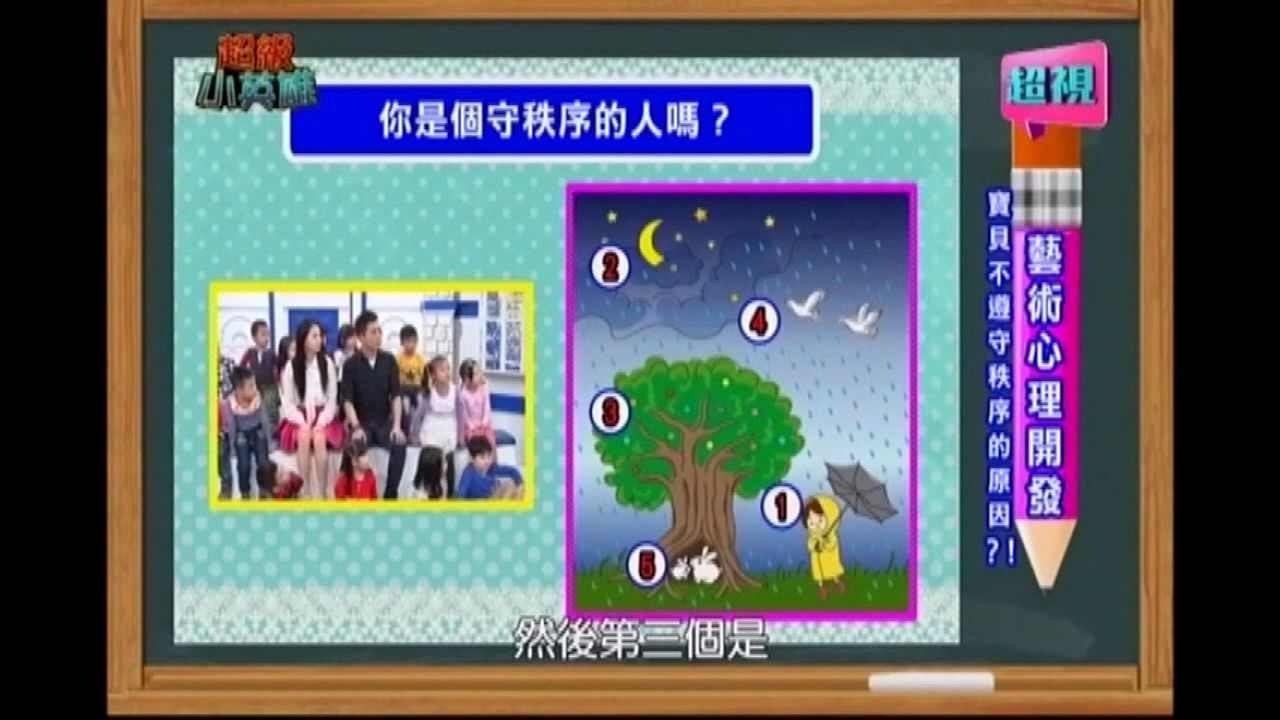 超級
小英雄
你是個守秩序的人嗎？
超視
寶貝不遵守秩序的原因?!
藝術心理開發
2
4
3
1
5
然後第三個是